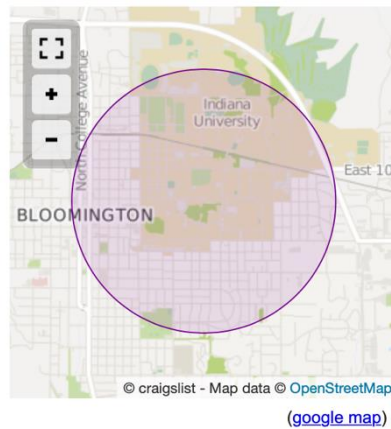 +
−
North College Avenue
Indiana
University
East 10
BLOOMINGTON
© craigslist - Map data © OpenStreetMap
(google map)